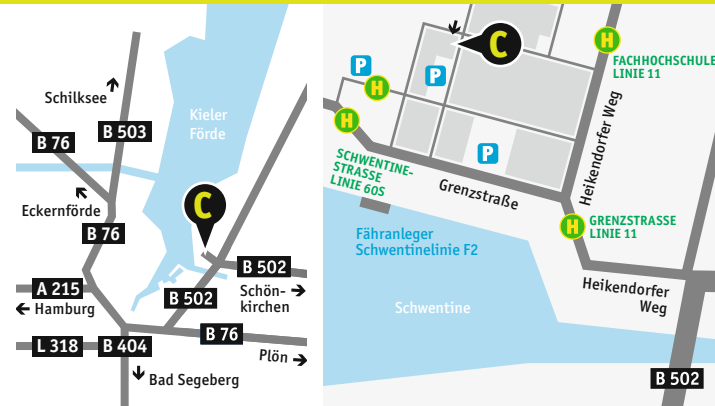 Schilksee
B 503
B 76
Kieler
Förde
Eckernförde
B 76
C
B 502
Schön-
kirchen
A 215
Hamburg
B 502
B 76
L 318
B 404
Plön
Bad Segeberg
C
H
FACHHOCHSCHULE
LINIE 11
P
P
H
H
P
SCHWENTINE-
STRASSE
LINIE 60S
Grenzstraße
Heikendorfer Weg
H
GRENZSTRASSE
LINIE 11
Fähranleger
Schwentinelinie F2
Schwentine
Heikendorfer
Weg
B 502